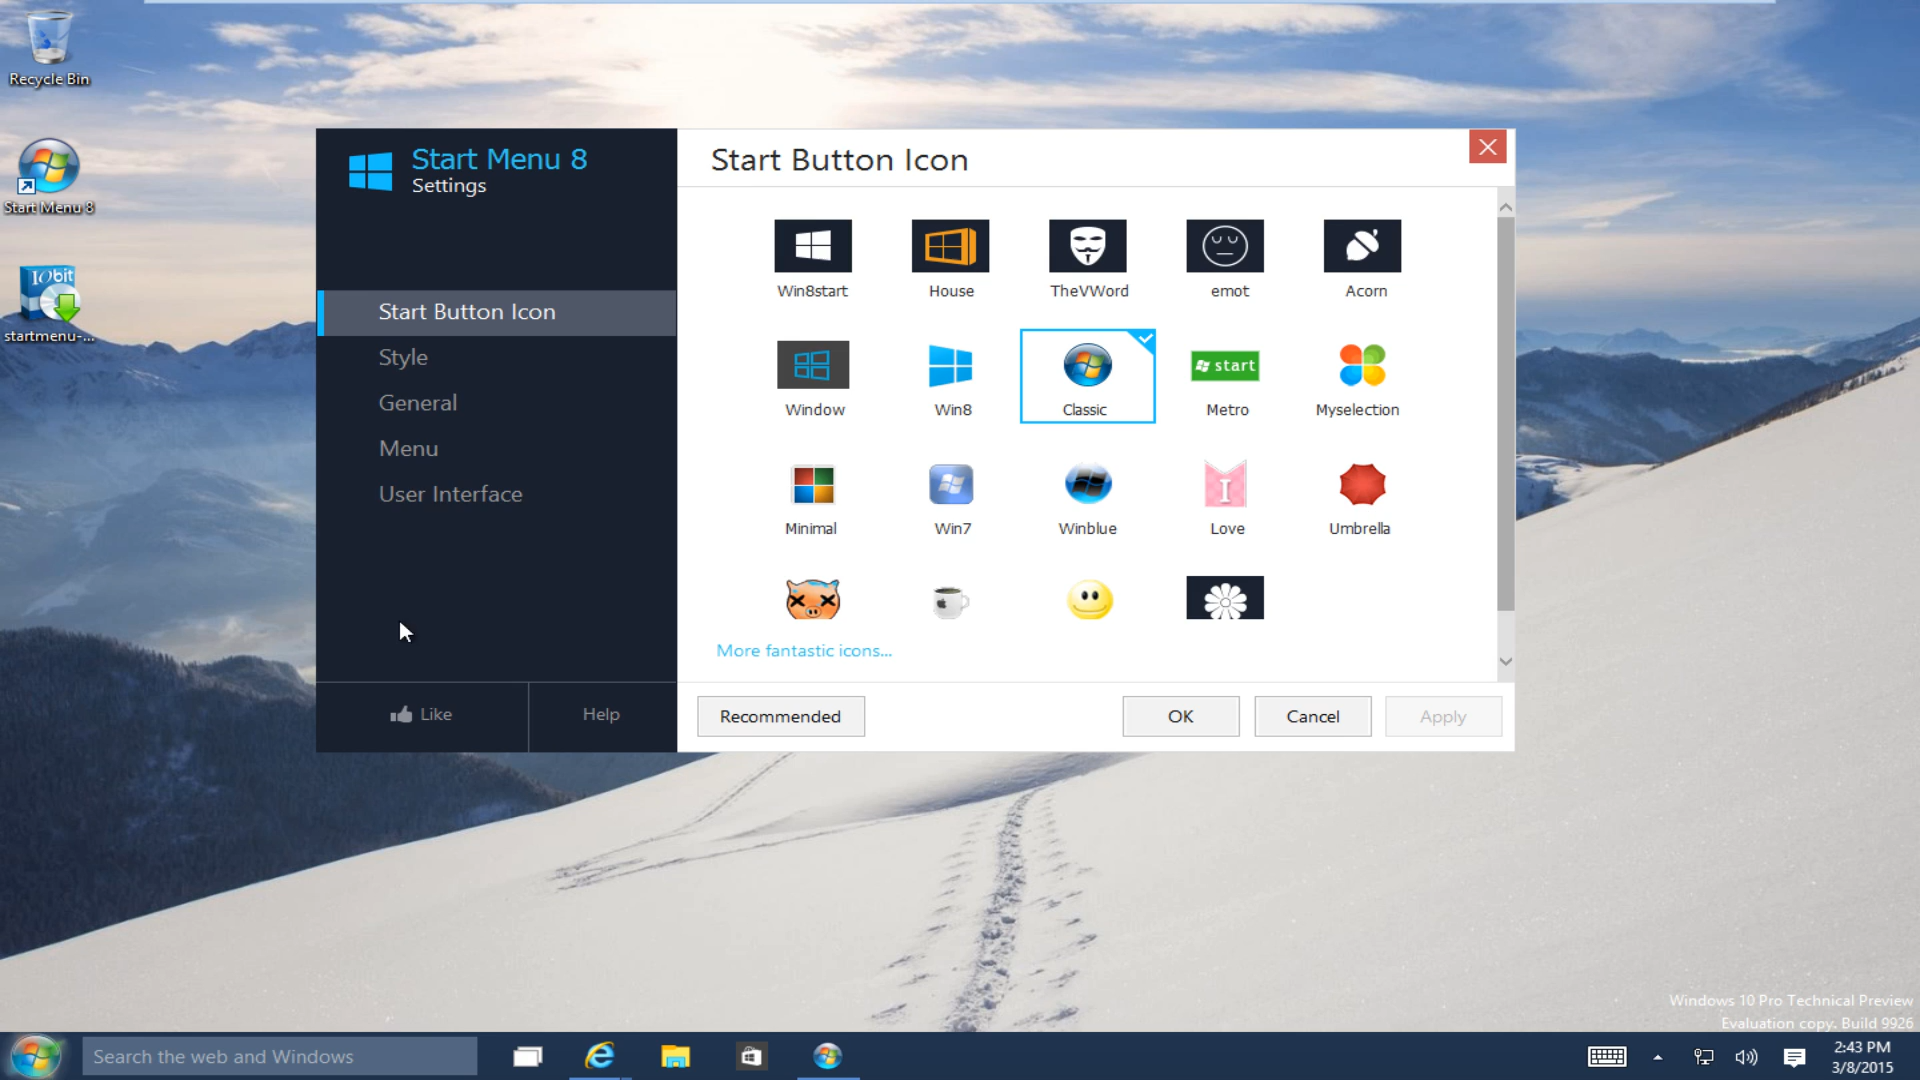 Recycle Bin
Start Menu 8
IObit
startmenu-...
Start Menu 8
Settings
Start Button Icon
Style
General
Menu
User Interface
Like
Help
Start Button Icon
Win8start
House
TheVWord
emot
Acorn
start
Window
Win8
Classic
Metro
Myselection
I
Minimal
Win7
Winblue
Love
Umbrella
More fantastic icons...
Recommended
OK
Cancel
Apply
Windows 10 Pro Technical Preview
Evaluation copy. Build 9926
Search the web and Windows
2:43 PM
3/8/2015